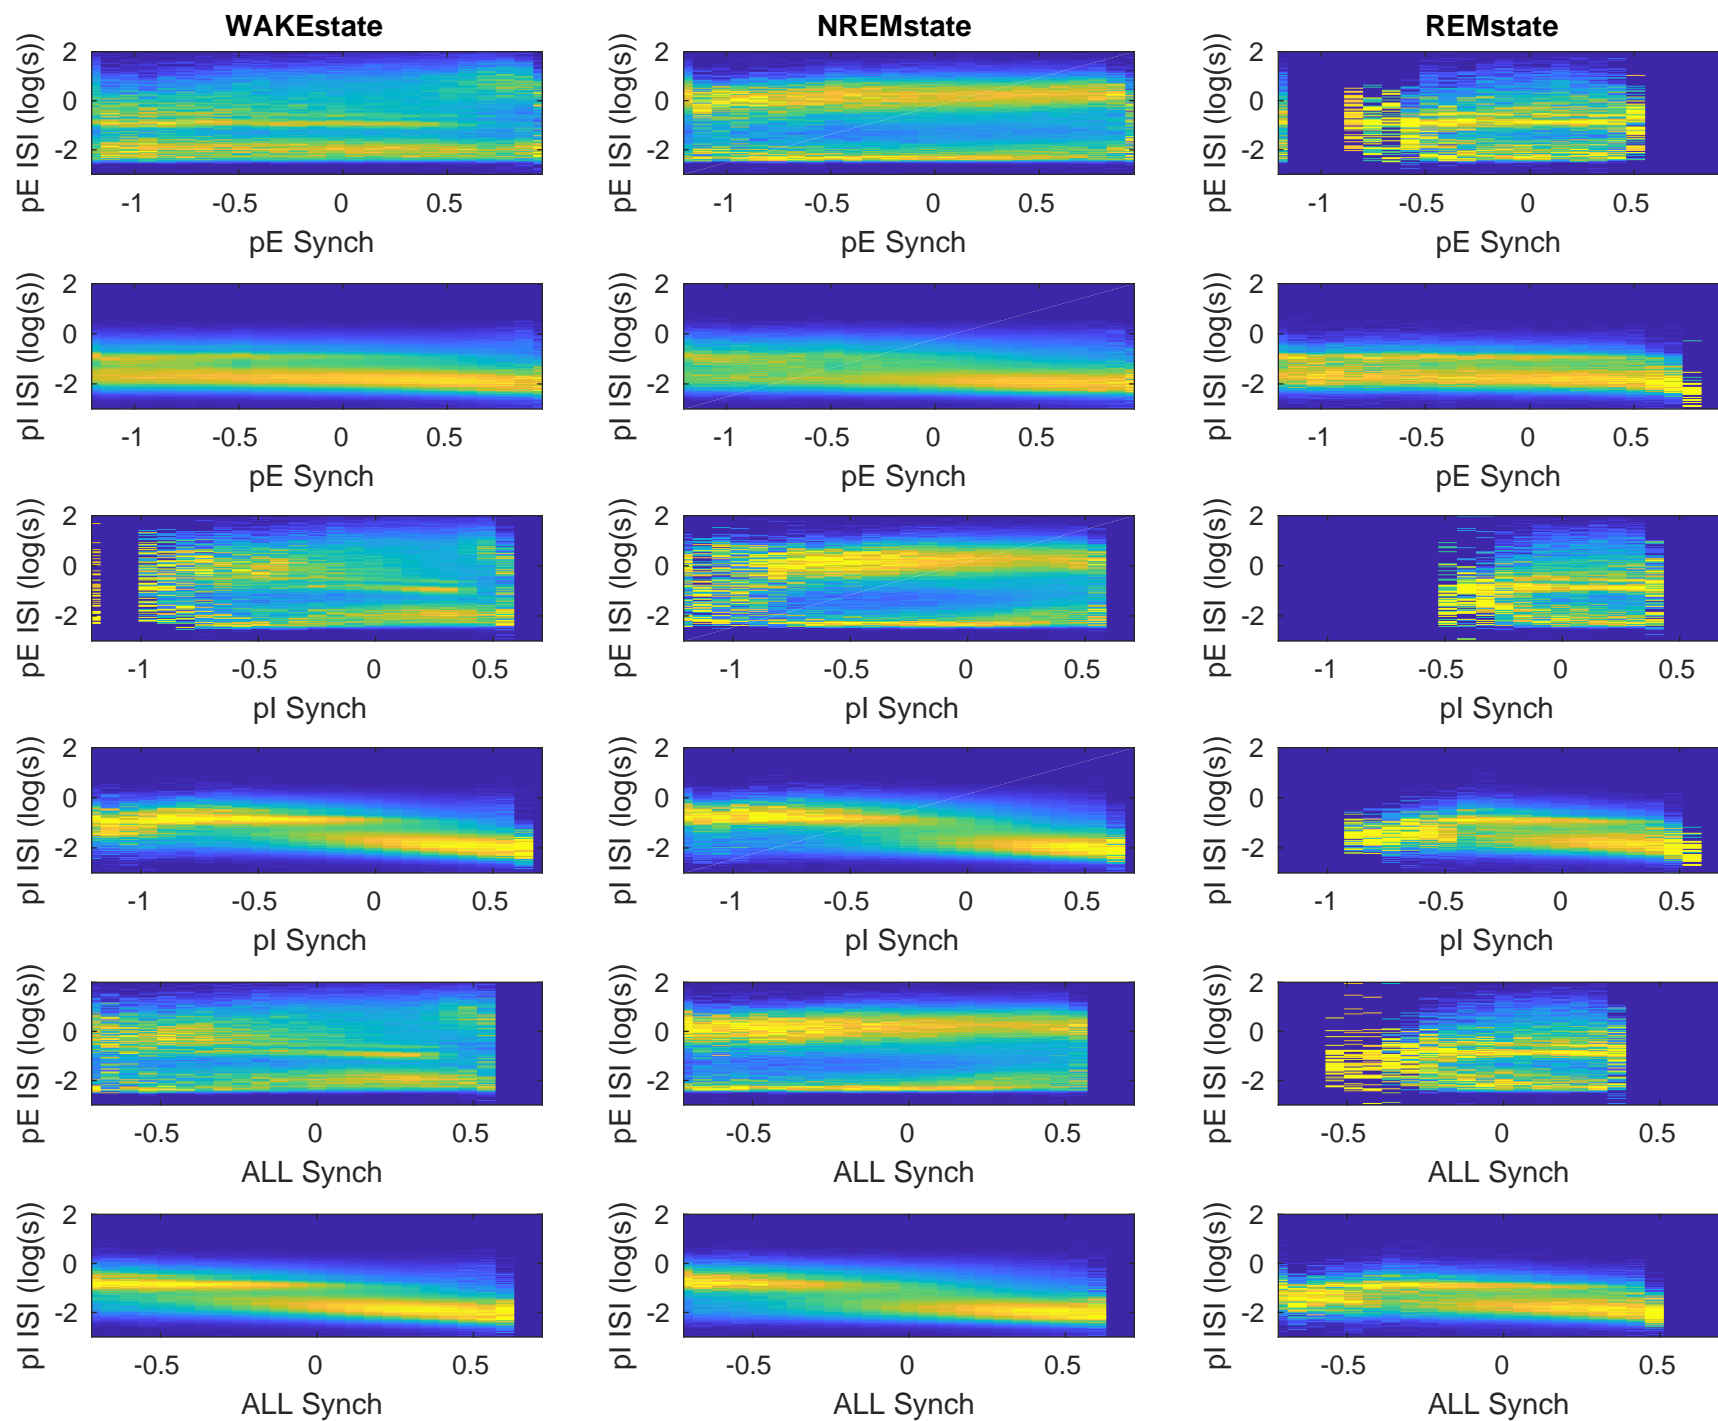 WAKEstate NREMstate REMstate
2 2 2
pE ISI (log(s)) 0 pE ISI (log(s)) 0 pE ISI (log(s)) 0
-2 -2 -2
-1 -0.5 0 0.5 -1 -0.5 0 0.5 -1 -0.5 0 0.5
pE Synch pE Synch pE Synch
2 2 2
pI ISI (log(s)) 0 pI ISI (log(s)) 0 pI ISI (log(s)) 0
-2 -2 -2
-1 -0.5 0 0.5 -1 -0.5 0 0.5 -1 -0.5 0 0.5
pE Synch pE Synch pE Synch
2 2 2
pE ISI (log(s)) 0 pE ISI (log(s)) 0 pE ISI (log(s)) 0
-2 -2 -2
-1 -0.5 0 0.5 -1 -0.5 0 0.5 -1 -0.5 0 0.5
pI Synch pI Synch pI Synch
2 2 2
pI ISI (log(s)) 0 pI ISI (log(s)) 0 pI ISI (log(s)) 0
-2 -2 -2
-1 -0.5 0 0.5 -1 -0.5 0 0.5 -1 -0.5 0 0.5
pI Synch pI Synch pI Synch
2 2 2
pE ISI (log(s)) 0 pE ISI (log(s)) 0 pE ISI (log(s)) 0
-2 -2 -2
-0.5 0 0.5 -0.5 0 0.5 -0.5 0 0.5
ALL Synch ALL Synch ALL Synch
2 2 2
pI ISI (log(s)) 0 pI ISI (log(s)) 0 pI ISI (log(s)) 0
-2 -2 -2
-0.5 0 0.5 -0.5 0 0.5 -0.5 0 0.5
ALL Synch ALL Synch ALL Synch